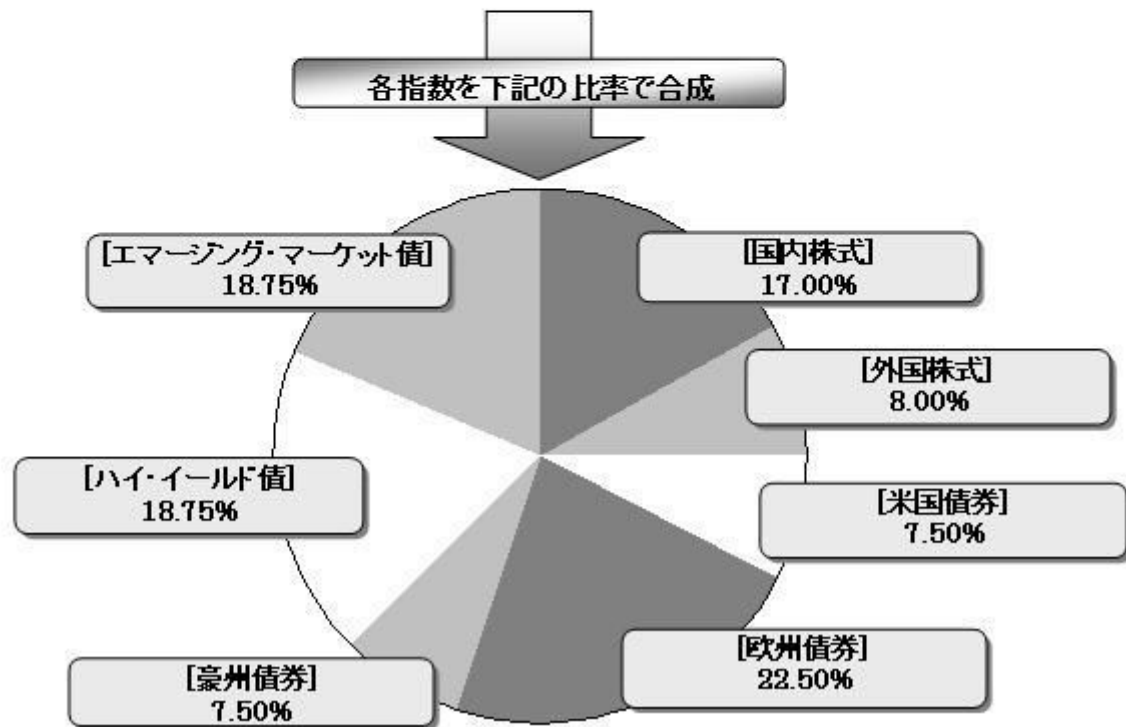 各指数を下記の比率で合成
[エマージング・マーケット債]
18.75%
[国内株式]
17.00%
[外国株式]
8.00%
[ハイ・イールド債]
18.75%
[米国債券]
7.50%
[欧州債券]
22.50%
[豪州債券]
7.50%